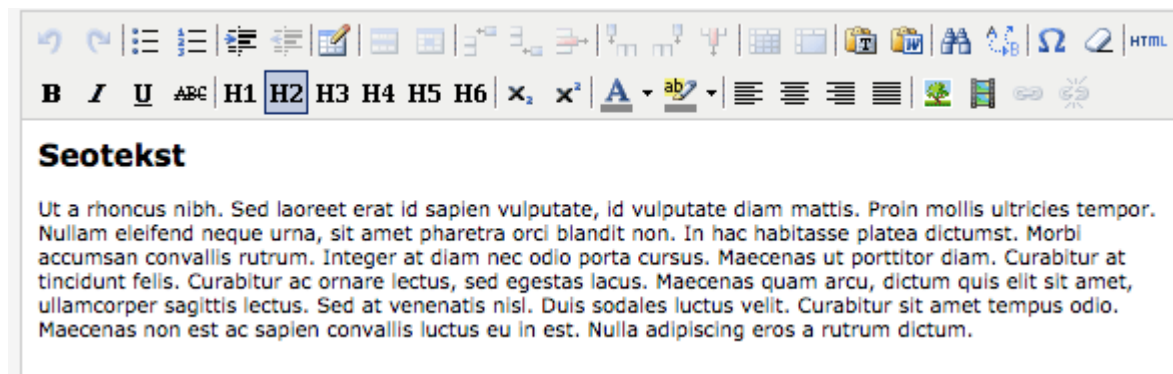 HTML
B I U ABC H1 H2 H3 H4 H5 H6 x₂ x² A ab
Seotekst
Ut a rhoncus nibh. Sed laoreet erat id sapien vulputate, id vulputate diam mattis. Proin mollis ultricies tempor.
Nullam eleifend neque urna, sit amet pharetra orci blandit non. In hac habitasse platea dictumst. Morbi
accumsan convallis rutrum. Integer at diam nec odio porta cursus. Maecenas ut porttitor diam. Curabitur at
tincidunt felis. Curabitur ac ornare lectus, sed egestas lacus. Maecenas quam arcu, dictum quis elit sit amet,
ullamcorper sagittis lectus. Sed at venenatis nisl. Duis sodales luctus velit. Curabitur sit amet tempus odio.
Maecenas non est ac sapien convallis luctus eu in est. Nulla adipiscing eros a rutrum dictum.